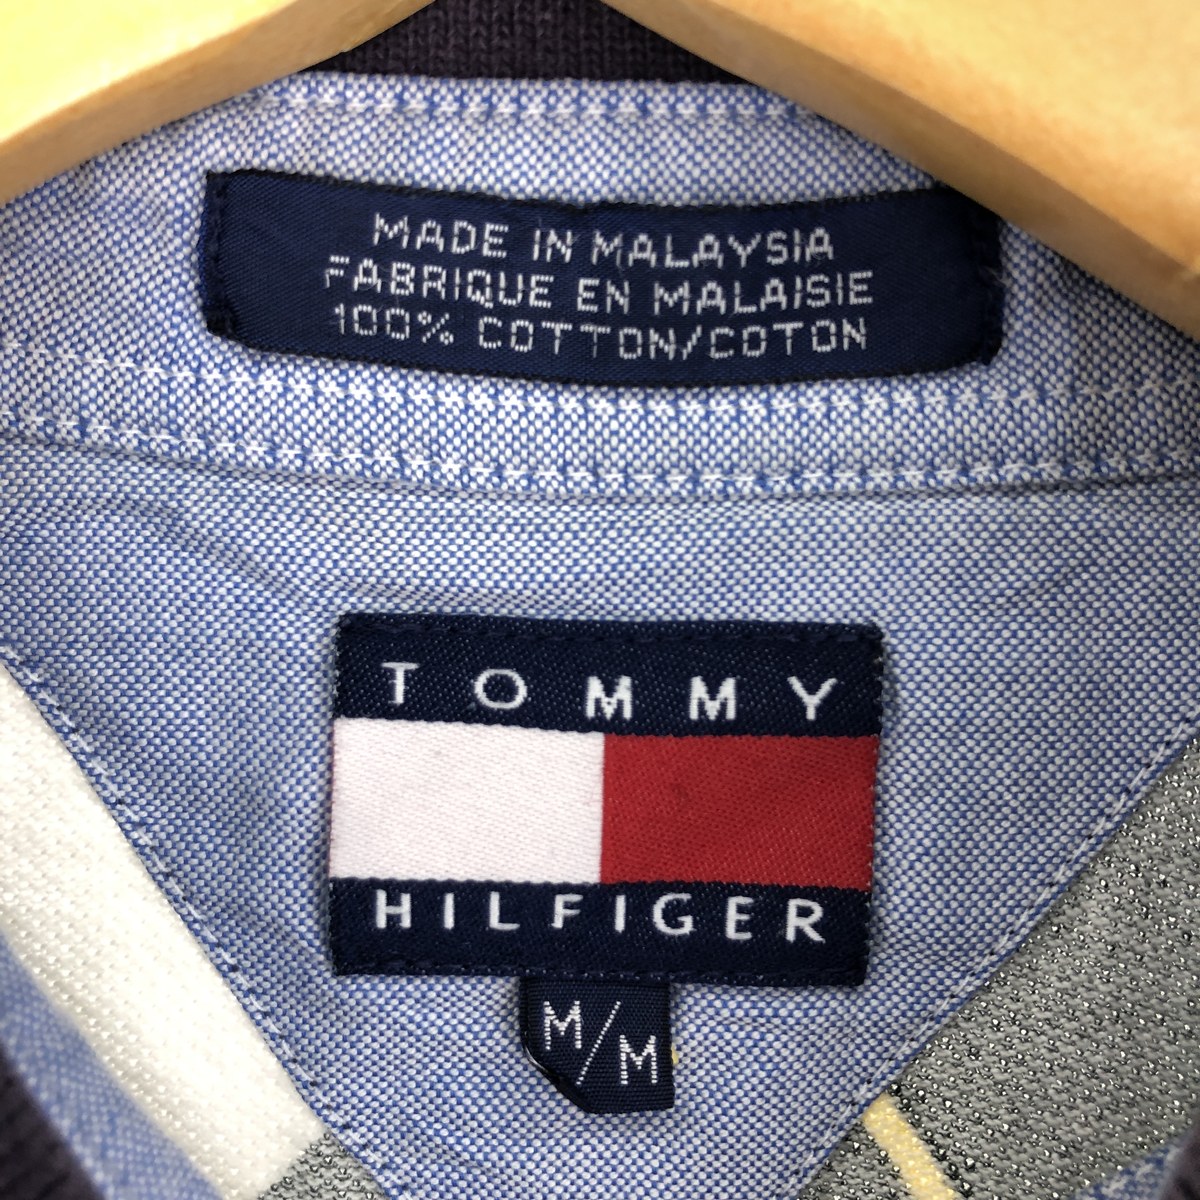 MADE IN MALAYSIA
FABRIQUE EN MALAISIE
100% COTTON/COTON
TOMMY
HILFIGER
M/M